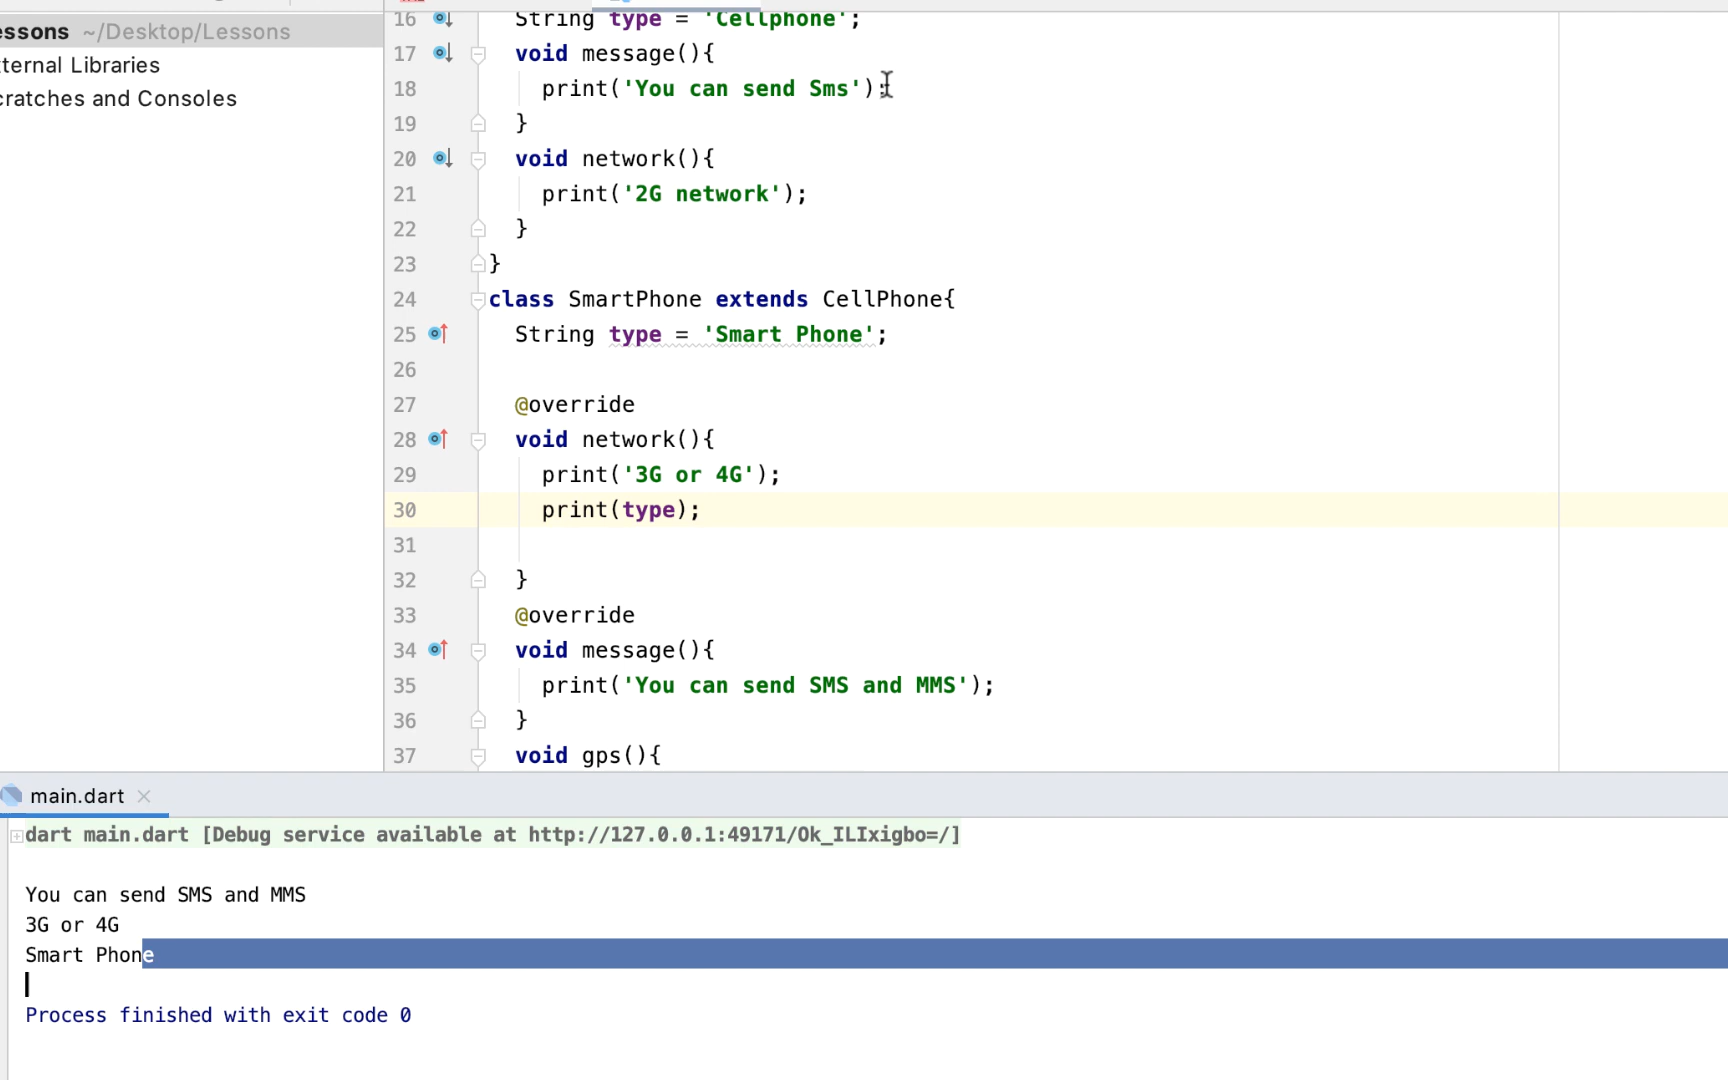 essons ~/Desktop/Lessons
ternal Libraries
cratches and Consoles
16 String type = 'Cellphone';
17 void message(){
18 print('You can send Sms');
19 }
20 void network(){
21 print('2G network');
22 }
23 }
24 class SmartPhone extends CellPhone{
25 String type = 'Smart Phone';
26
27 @override
28 void network(){
29 print('3G or 4G');
30 print(type);
31
32 }
33 @override
34 void message(){
35 print('You can send SMS and MMS');
36 }
37 void gps(){
main.dart
dart main.dart [Debug service available at http://127.0.0.1:49171/Ok_ILIxigbo=/]
You can send SMS and MMS
3G or 4G
Smart Phone
Process finished with exit code 0